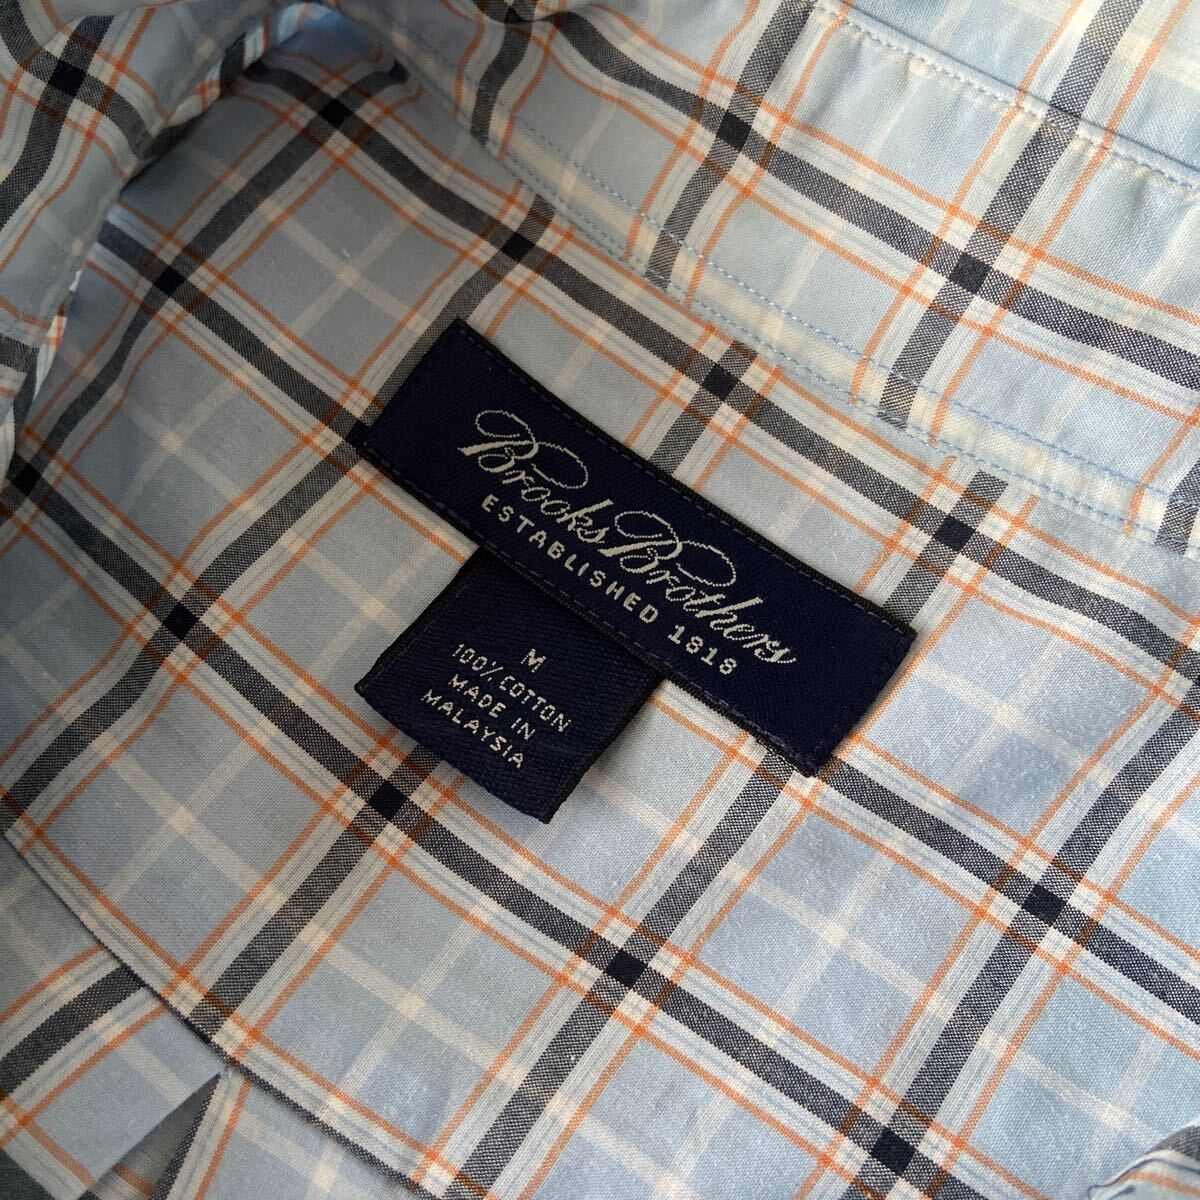 Brooks Brothers
ESTABLISHED 1818
M
100% COTTON
MADE IN
MALAYSIA